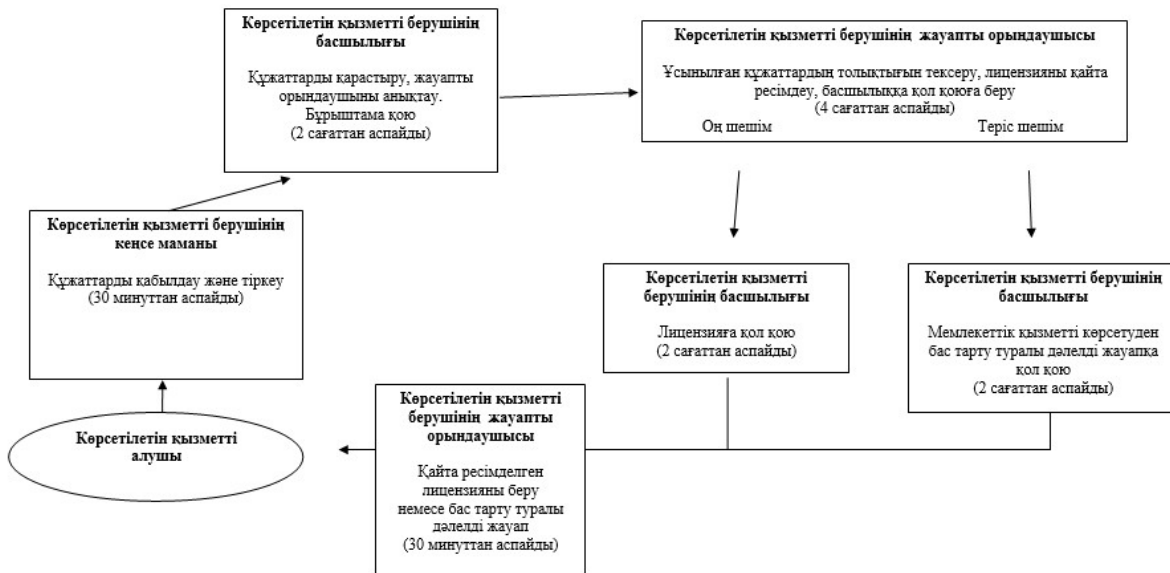 Көрсетілетін қызметті берушінің
басшылығы
Құжаттарды қарастыру, жауапты
орындаушыны анықтау.
Бұрыштама қою
(2 сағаттан аспайды)
Көрсетілетін қызметті берушінің жауапты орындаушысы
Ұсынылған құжаттардың толықтығын тексеру, лицензияны қайта
ресімдеу, басшылыққа қол қоюға беру
(4 сағаттан аспайды)
Оң шешім
Теріс шешім
Көрсетілетін қызметті берушінің
кеңсе маманы
Құжаттарды қабылдау және тіркеу
(30 минуттан аспайды)
Көрсетілетін қызметті
берушінің басшылығы
Лицензияға қол қою
(2 сағаттан аспайды)
Көрсетілетін қызметті берушінің
басшылығы
Мемлекеттік қызметті көрсетуден
бас тарту туралы дәлелді жауапқа
қол қою
(2 сағаттан аспайды)
Көрсетілетін қызметті
берушінің жауапты
орындаушысы
Қайта ресімделген
лицензияны беру
немесе бас тарту туралы
дәлелді жауап
(30 минуттан аспайды)
Көрсетілетін қызметті
алушы